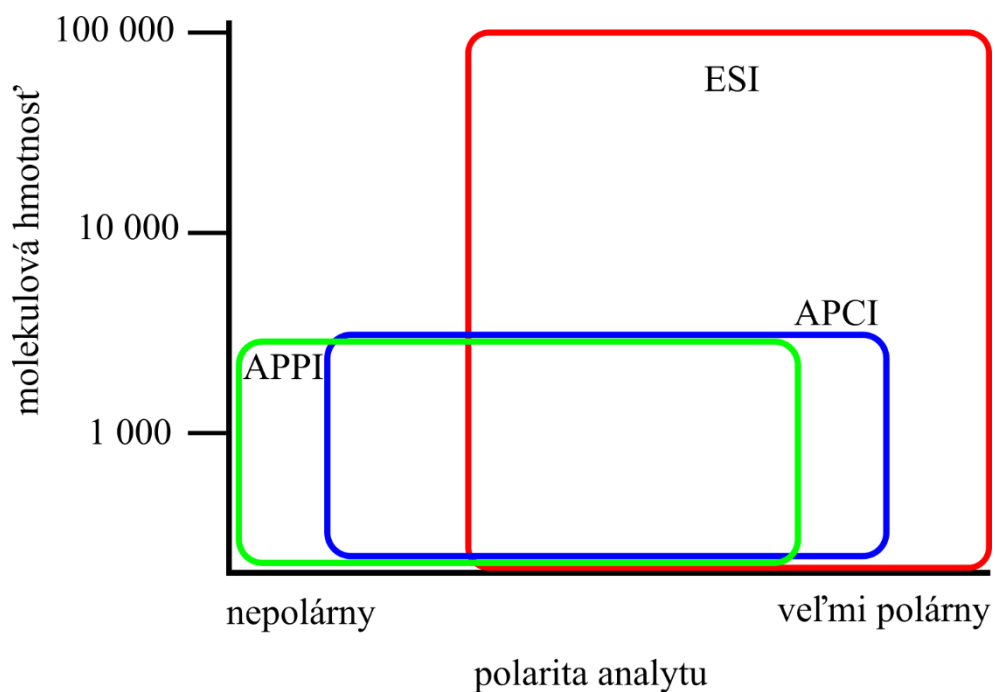 100 000
ESI
10 000
APCI
APPI
1 000
molekulová hmotnosť
nepolárny
veľmi polárny
polarita analytu